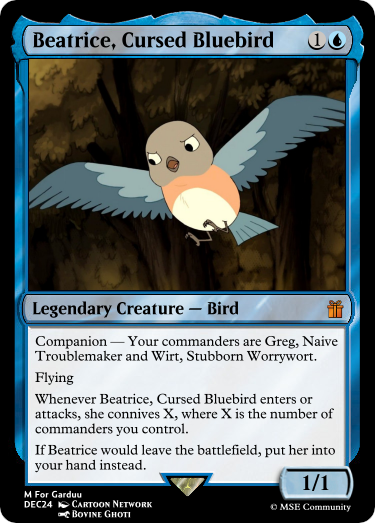 Beatrice, Cursed Bluebird 1
Legendary Creature — Bird
Companion — Your commanders are Greg, Naive
Troublemaker and Wirt, Stubborn Worrywort.
Flying
Whenever Beatrice, Cursed Bluebird enters or
attacks, she connives X, where X is the number of
commanders you control.
If Beatrice would leave the battlefield, put her into
your hand instead.
1/1
M For Garduu
DEC24 Cartoon Network
Bovine Ghoti
© MSE Community